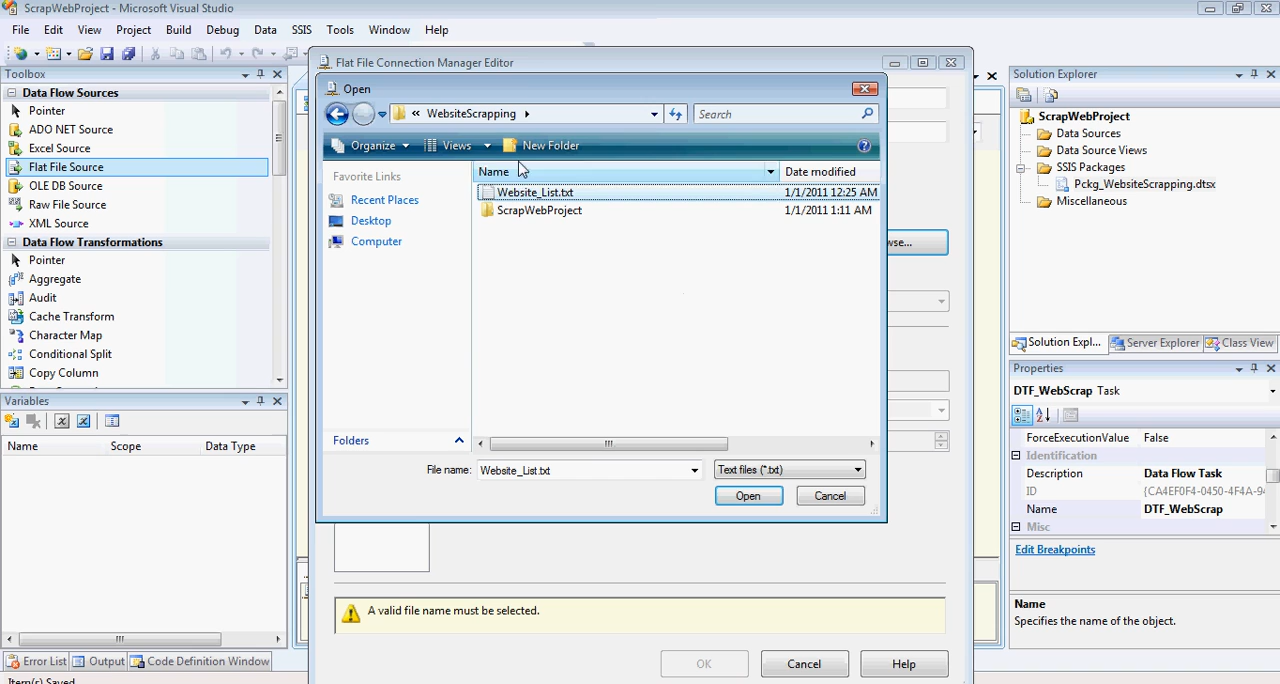 ScrapWebProject - Microsoft Visual Studio
File Edit View Project Build Debug Data SSIS Tools Window Help
Toolbox
Data Flow Sources
Pointer
ADO NET Source
Excel Source
Flat File Source
OLE DB Source
Raw File Source
XML Source
Data Flow Transformations
Pointer
Aggregate
Audit
Cache Transform
Character Map
Conditional Split
Copy Column
Variables
Name Scope Data Type
Error List Output Code Definition Window
Item(s) Saved
Flat File Connection Manager Editor
Open
« WebsiteScrapping
Search
Organize Views New Folder
Favorite Links
Recent Places
Desktop
Computer
Folders
Name Date modified
Website_List.txt 1/1/2011 12:25 AM
ScrapWebProject 1/1/2011 1:11 AM
File name: Website_List.txt Text files (*.txt)
Open Cancel
wse...
A valid file name must be selected.
OK Cancel Help
Solution Explorer
ScrapWebProject
Data Sources
Data Source Views
SSIS Packages
Pckg_WebsiteScrapping.dtsx
Miscellaneous
Solution Expl... Server Explorer Class View
Properties
DTF_WebScrap Task
ForceExecutionValue False
Identification
Description Data Flow Task
ID {CA4EF0F4-0450-4F4A-94
Name DTF_WebScrap
Misc
Edit Breakpoints
Name
Specifies the name of the object.